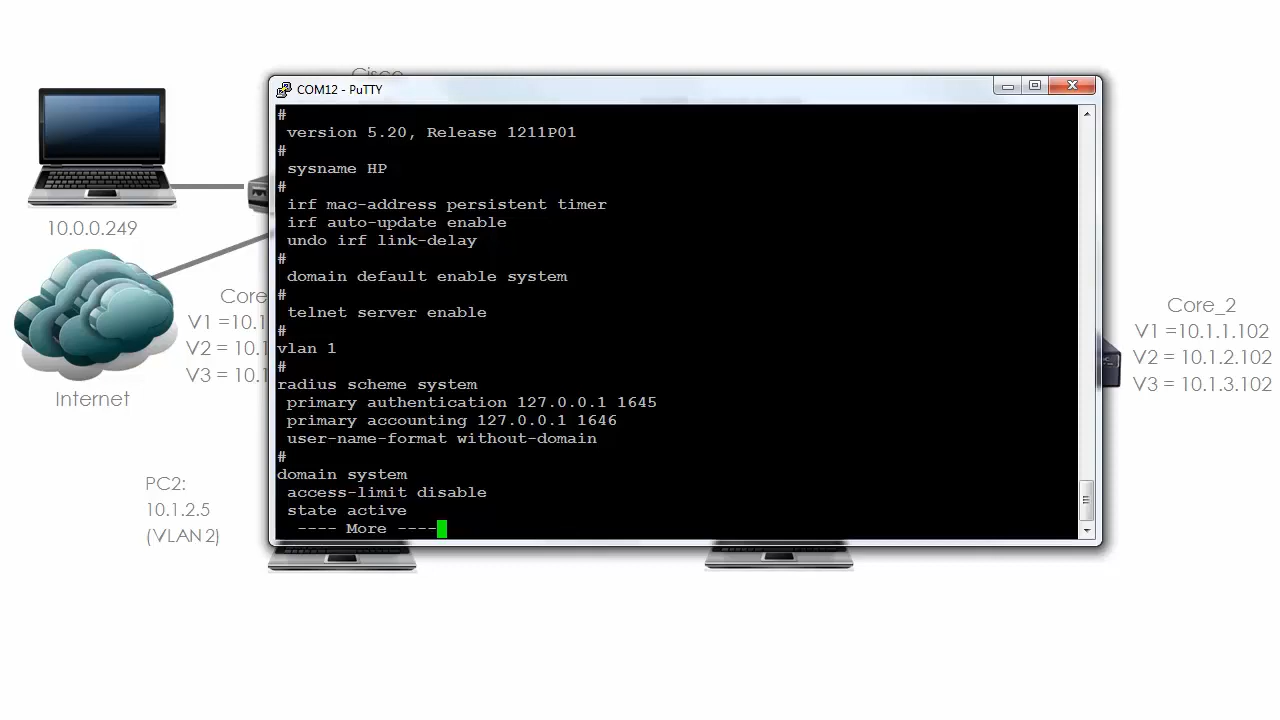 Cisco
COM12 - PuTTY
#
version 5.20, Release 1211P01
#
sysname HP
#
irf mac-address persistent timer
irf auto-update enable
undo irf link-delay
#
domain default enable system
#
telnet server enable
#
vlan 1
#
radius scheme system
primary authentication 127.0.0.1 1645
primary accounting 127.0.0.1 1646
user-name-format without-domain
#
domain system
access-limit disable
state active
---- More ----
10.0.0.249
Internet
Core
V1 =10.1
V2 = 10.1
V3 = 10.1
PC2:
10.1.2.5
(VLAN 2)
Core_2
V1 =10.1.1.102
V2 = 10.1.2.102
V3 = 10.1.3.102